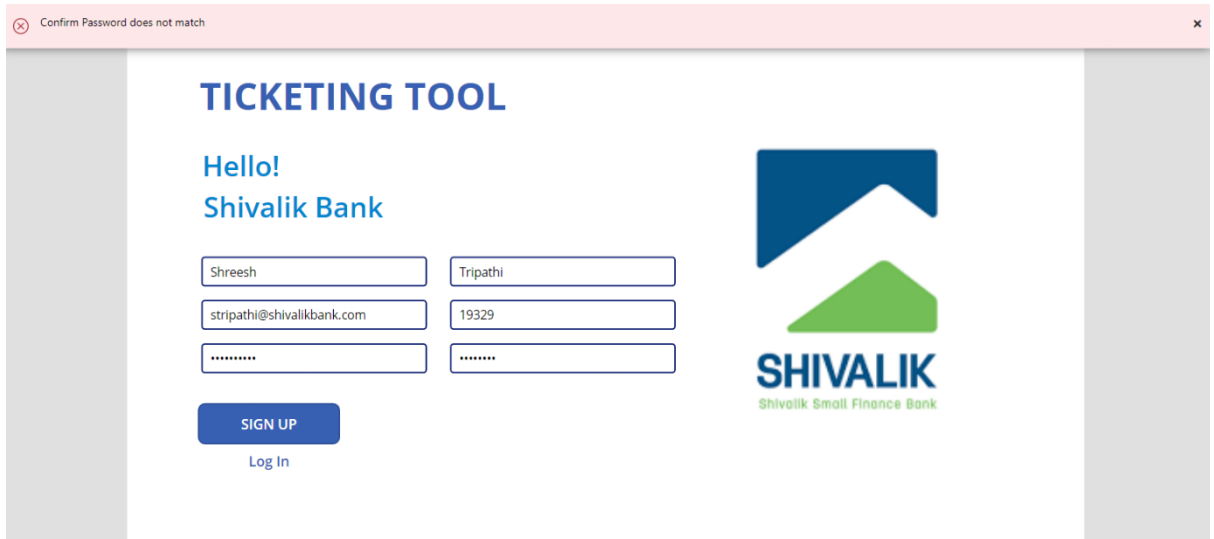 Confirm Password does not match
TICKETING TOOL
Hello!
Shivalik Bank
Shreesh
Tripathi
stripathi@shivalikbank.com
19329
••••••••••
••••••••
SIGN UP
Log In
SHIVALIK
Shivalik Small Finance Bank